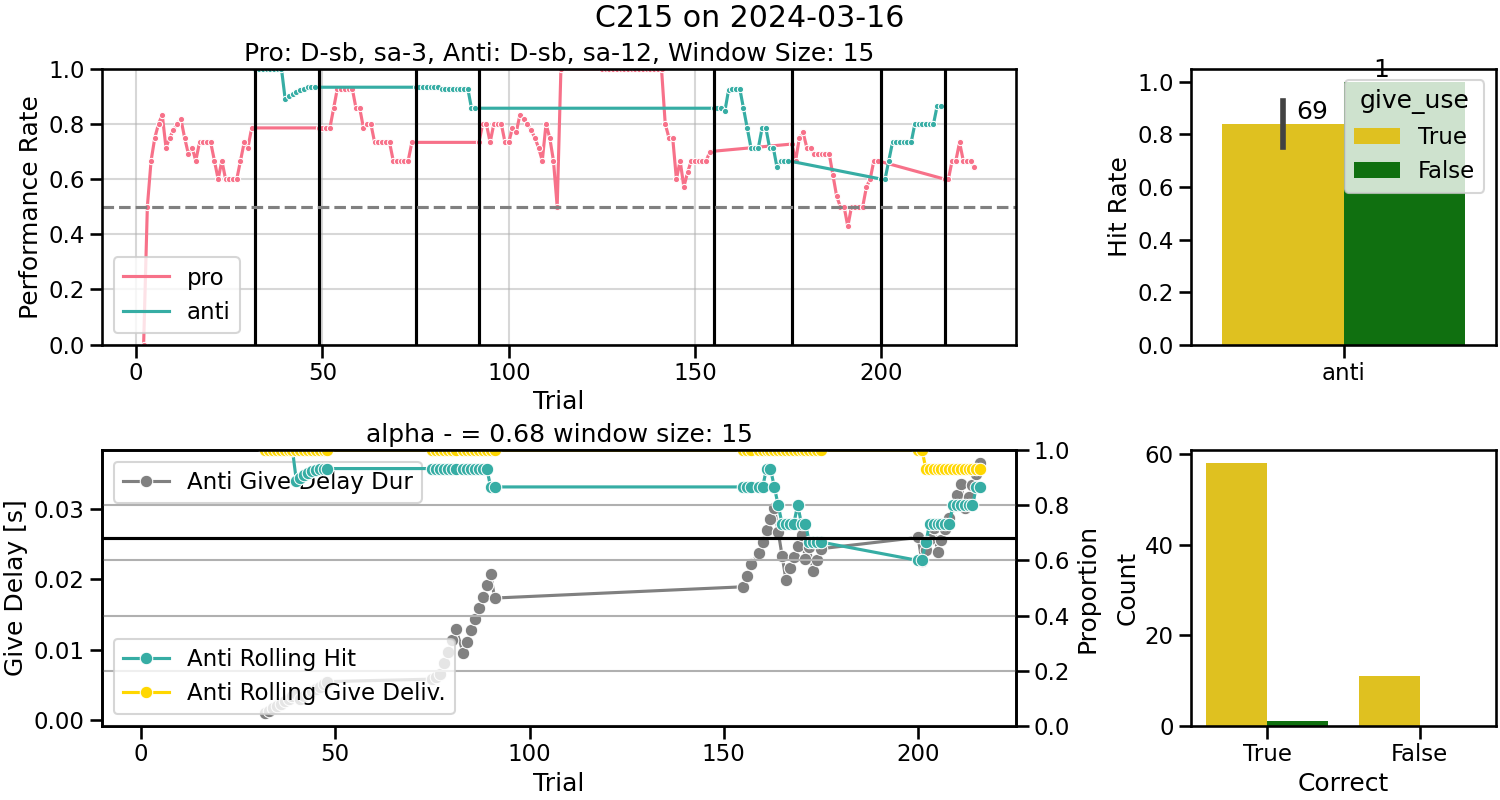 C215 on 2024-03-16
Pro: D-sb, sa-3, Anti: D-sb, sa-12, Window Size: 15
Performance Rate
1.0
0.8
0.6
0.4
0.2
0.0
pro
anti
0
50
100
150
200
Trial
Hit Rate
1.0
0.8
0.6
0.4
0.2
0.0
1
69
give_use
True
False
anti
alpha - = 0.68 window size: 15
Give Delay [s]
0.03
0.02
0.01
0.00
Anti Give Delay Dur
Anti Rolling Hit
Anti Rolling Give Deliv.
1.0
0.8
0.6
0.4
0.2
0.0
Proportion
0
50
100
150
200
Trial
Count
60
40
20
0
True
False
Correct